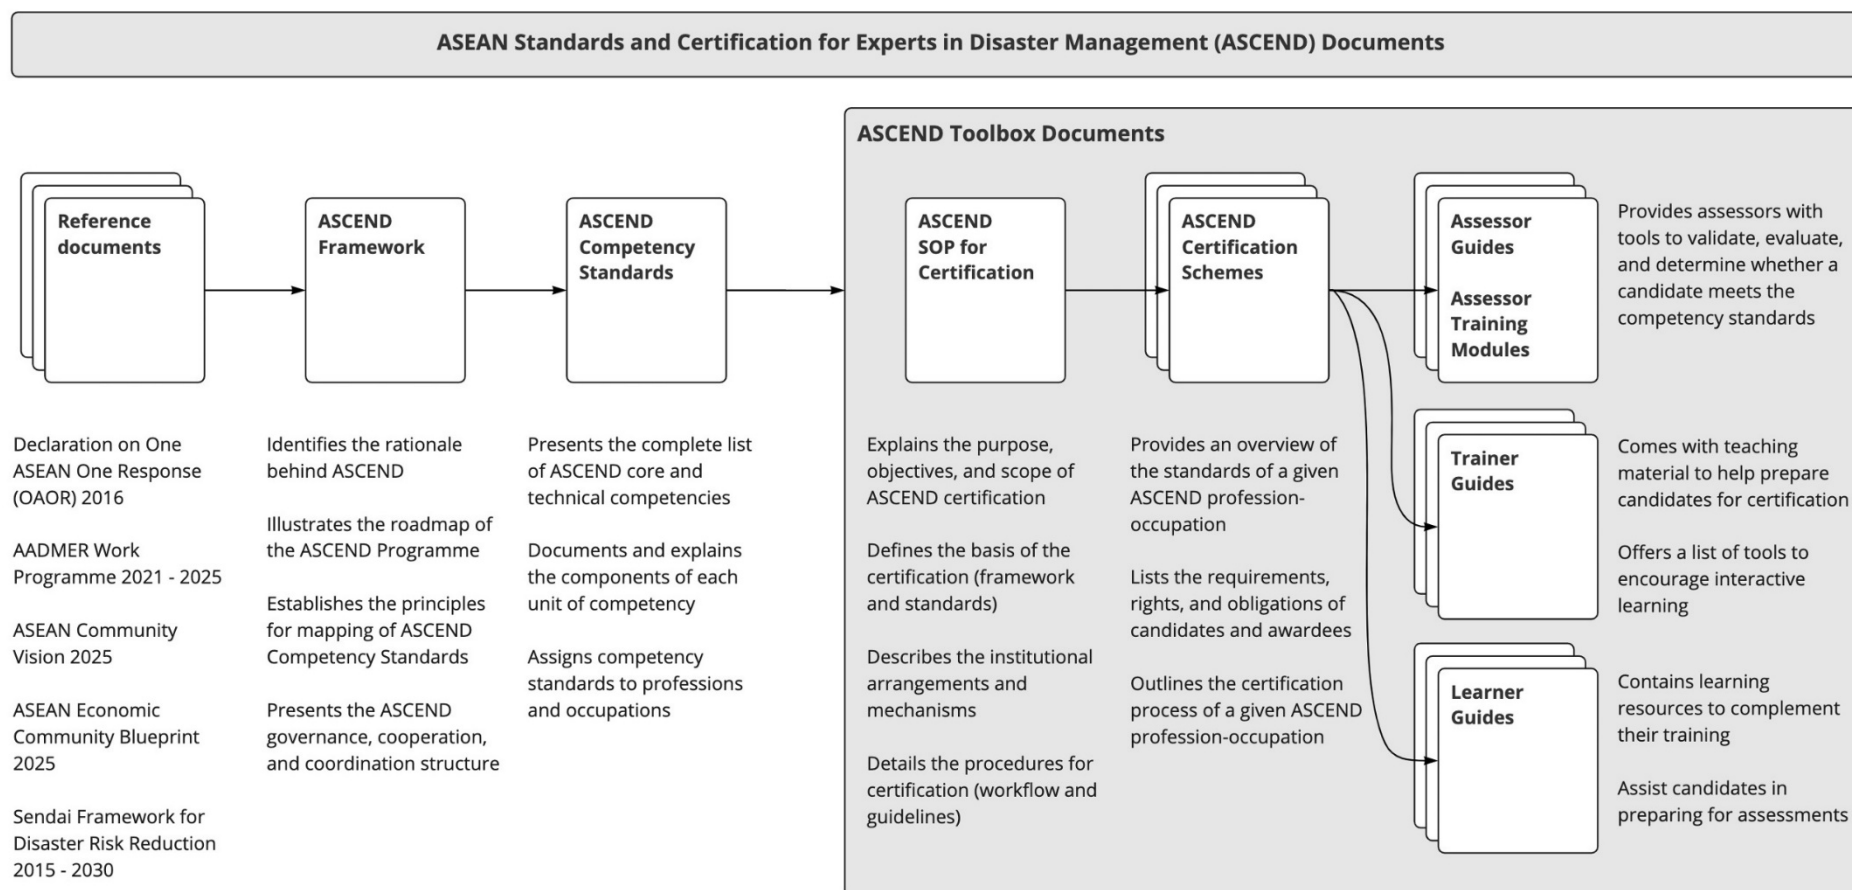 ASEAN Standards and Certification for Experts in Disaster Management (ASCEND) Documents
ASCEND Toolbox Documents
Reference
documents
ASCEND
Framework
ASCEND
Competency
Standards
ASCEND
SOP for
Certification
ASCEND
Certification
Schemes
Assessor
Guides
Assessor
Training
Modules
Provides assessors with
tools to validate, evaluate,
and determine whether a
candidate meets the
competency standards
Declaration on One
ASEAN One Response
(OAOR) 2016
AADMER Work
Programme 2021 - 2025
ASEAN Community
Vision 2025
ASEAN Economic
Community Blueprint
2025
Sendai Framework for
Disaster Risk Reduction
2015 - 2030
Identifies the rationale
behind ASCEND
Illustrates the roadmap of
the ASCEND Programme
Establishes the principles
for mapping of ASCEND
Competency Standards
Presents the ASCEND
governance, cooperation,
and coordination structure
Presents the complete list
of ASCEND core and
technical competencies
Documents and explains
the components of each
unit of competency
Assigns competency
standards to professions
and occupations
Explains the purpose,
objectives, and scope of
ASCEND certification
Defines the basis of the
certification (framework
and standards)
Describes the institutional
arrangements and
mechanisms
Details the procedures for
certification (workflow and
guidelines)
Provides an overview of
the standards of a given
ASCEND profession-
occupation
Lists the requirements,
rights, and obligations of
candidates and awardees
Outlines the certification
process of a given ASCEND
profession-occupation
Trainer
Guides
Comes with teaching
material to help prepare
candidates for certification
Offers a list of tools to
encourage interactive
learning
Learner
Guides
Contains learning
resources to complement
their training
Assist candidates in
preparing for assessments